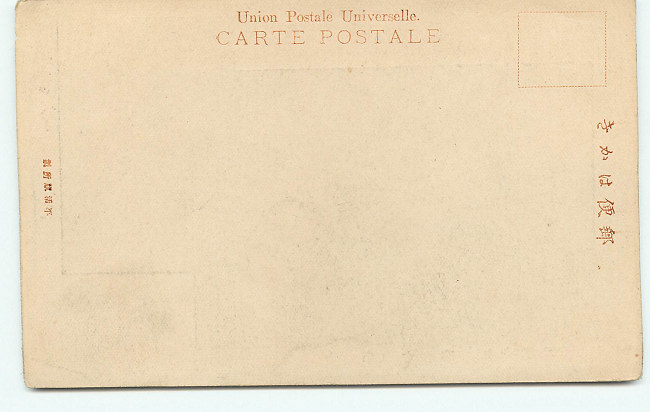 Union Postale Universelle.
CARTE POSTALE
郵便はかき